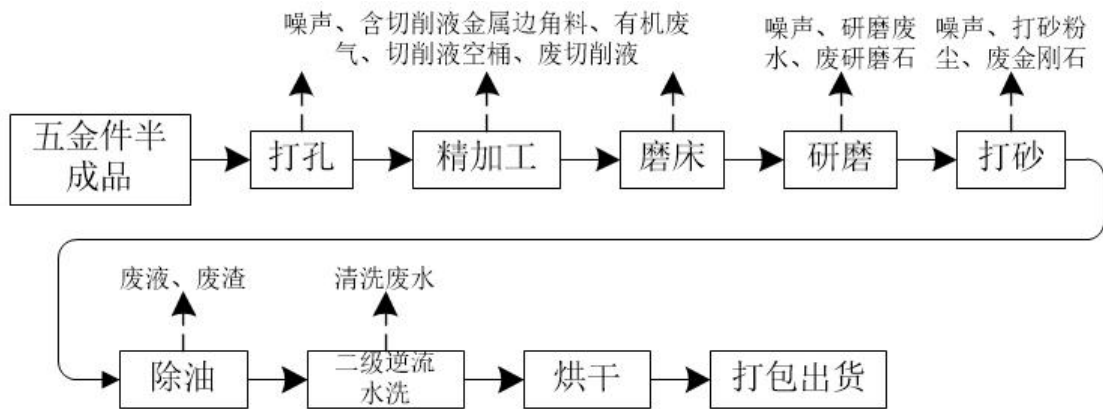 噪声、含切削液金属边角料、有机废
气、切削液空桶、废切削液
噪声、研磨废
水、废研磨石
噪声、打砂粉
尘、废金刚石
五金件半
成品
打孔
精加工
磨床
研磨
打砂
废液、废渣
清洗废水
除油
二级逆流
水洗
烘干
打包出货